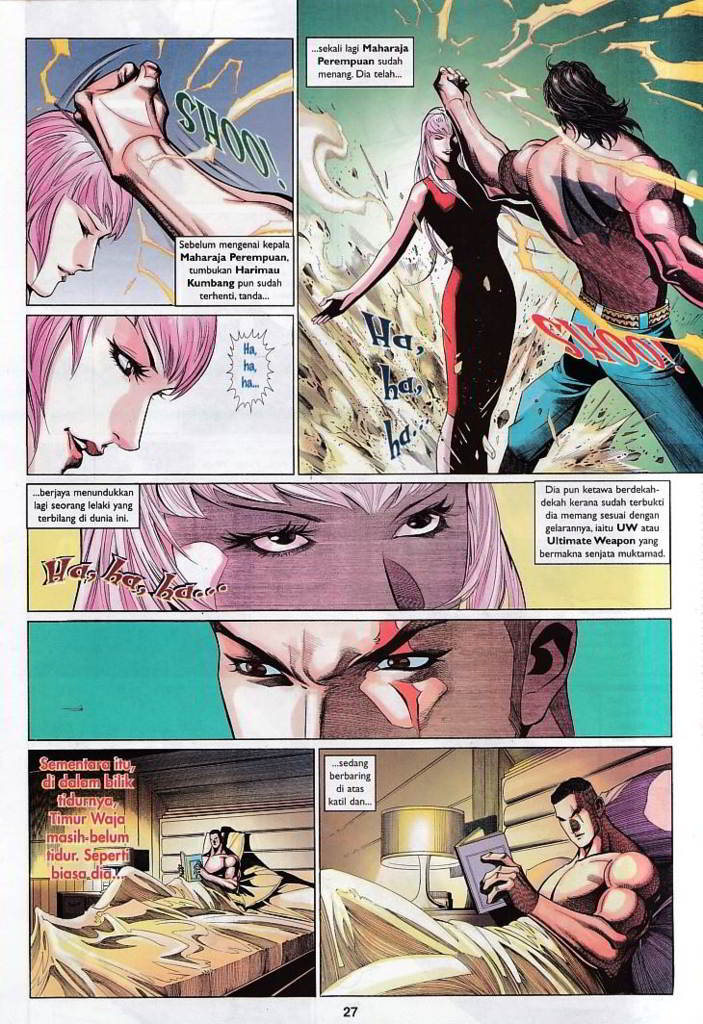 SHOO!
Sebelum mengenai kepala
Maharaja Perempuan,
tumbukan Harimau
Kumbang pun sudah
terhenti, tanda...
...sekali lagi Maharaja
Perempuan sudah
menang. Dia telah...
Ha,
ha,
ha...
Ha,
ha,
ha...
SHOO!
...berjaya menundukkan
lagi seorang lelaki yang
terbilang di dunia ini.
Ha, ha, ha...
Dia pun ketawa berdekah-
dekah kerana sudah terbukti
dia memang sesuai dengan
gelarannya, iaitu UW atau
Ultimate Weapon yang
bermakna senjata muktamad.
Sementara itu,
di dalam bilik
tidurnya,
Timur Waja
masih belum
tidur. Seperti
biasa dia...
...sedang
berbaring
di atas
katil dan...
27